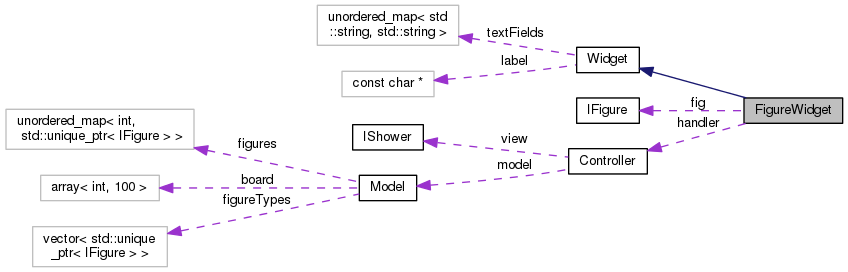 unordered_map< std
::string, std::string >
textFields
Widget
label
const char *
fig
IFigure
FigureWidget
handler
unordered_map< int,
std::unique_ptr< IFigure > >
figures
IShower
view
Controller
model
board
array< int, 100 >
Model
figureTypes
vector< std::unique
_ptr< IFigure > >